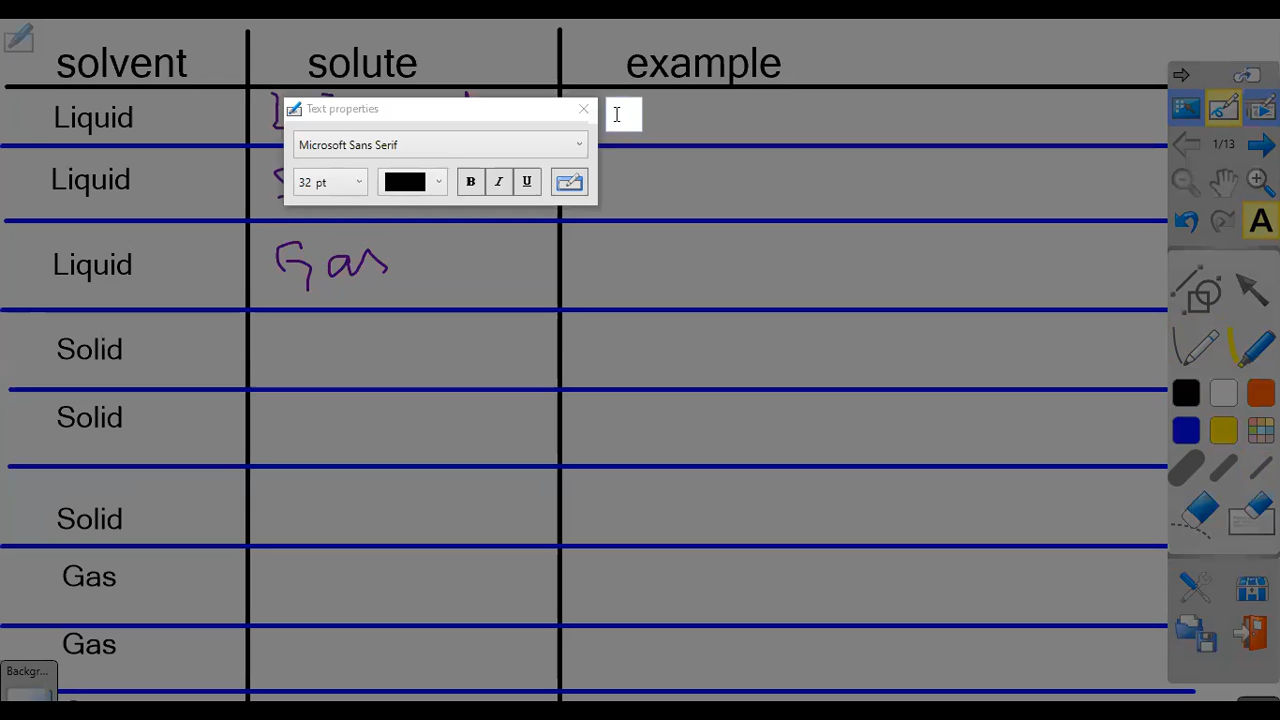 solvent solute example
Liquid
Text properties
Microsoft Sans Serif
32 pt B I U
Liquid
Liquid Gas
Solid
Solid
Solid
Gas
Gas
1/13
A
Backgr...